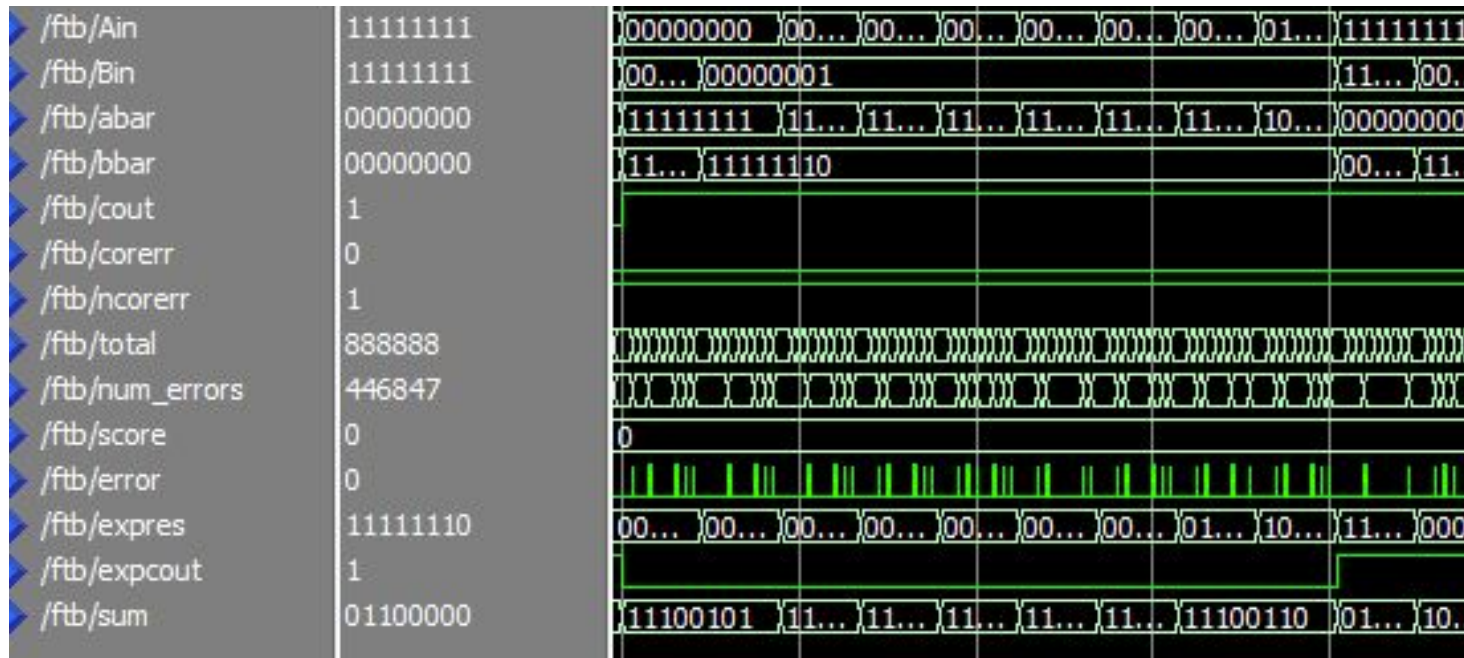 /ftb/Ain 11111111 00000000 00... 00... 00... 00... 00... 00... 01... 11111111
/ftb/Bin 11111111 00... 00000001 11... 00.
/ftb/abar 00000000 11111111 11... 11... 11... 11... 11... 11... 10... 00000000
/ftb/bbar 00000000 11... 11111110 00... 11.
/ftb/cout 1
/ftb/corerr 0
/ftb/ncorerr 1
/ftb/total 888888
/ftb/num_errors 446847
/ftb/score 0 0
/ftb/error 0
/ftb/expres 11111110 00... 00... 00... 00... 00... 00... 00... 01... 10... 11... 000
/ftb/expcout 1
/ftb/sum 01100000 11100101 11... 11... 11... 11... 11... 11100110 01... 10...